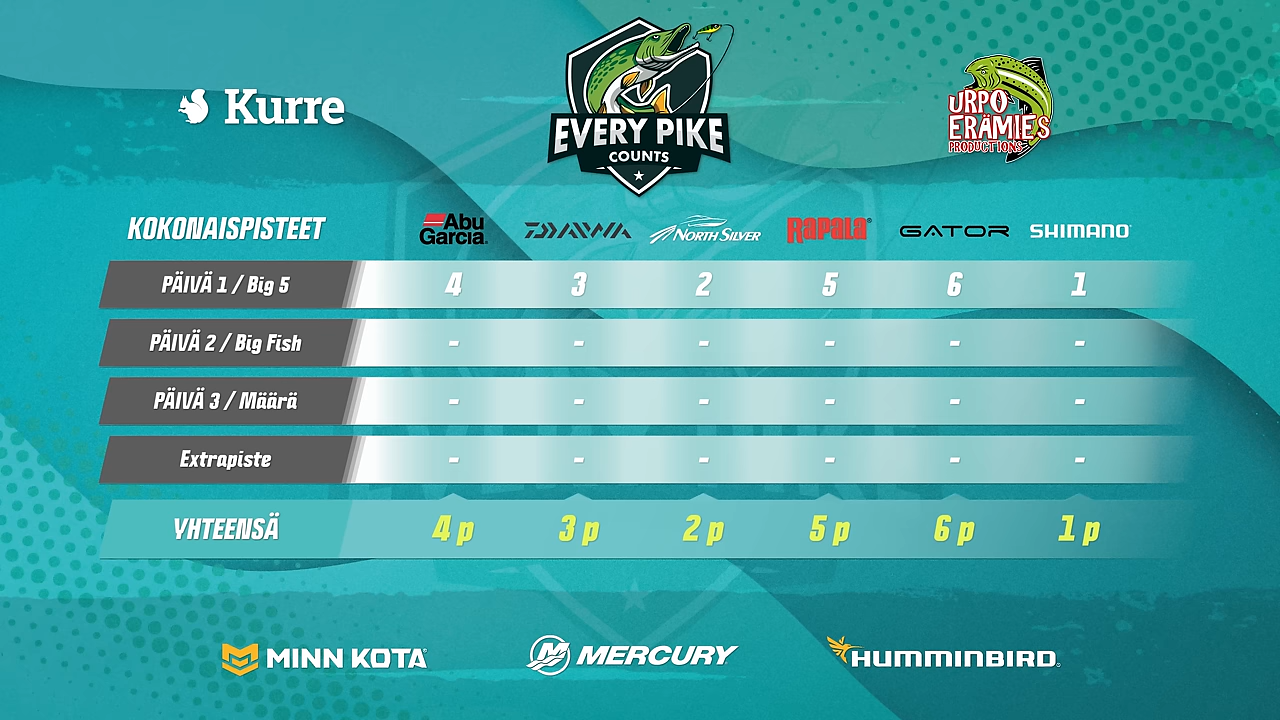 Kurre
EVERY PIKE
COUNTS
URPO
ERÄMIES
PRODUCTIONS
KOKONAISPISTEET Abu Garcia DAIWA NORTH SILVER RAPALA GATOR SHIMANO
PÄIVÄ 1 / Big 5 4 3 2 5 6 1
PÄIVÄ 2 / Big Fish - - - - - -
PÄIVÄ 3 / Määrä - - - - - -
Extrapiste - - - - - -
YHTEENSÄ 4 p 3 p 2 p 5 p 6 p 1 p
MINN KOTA MERCURY HUMMINBIRD